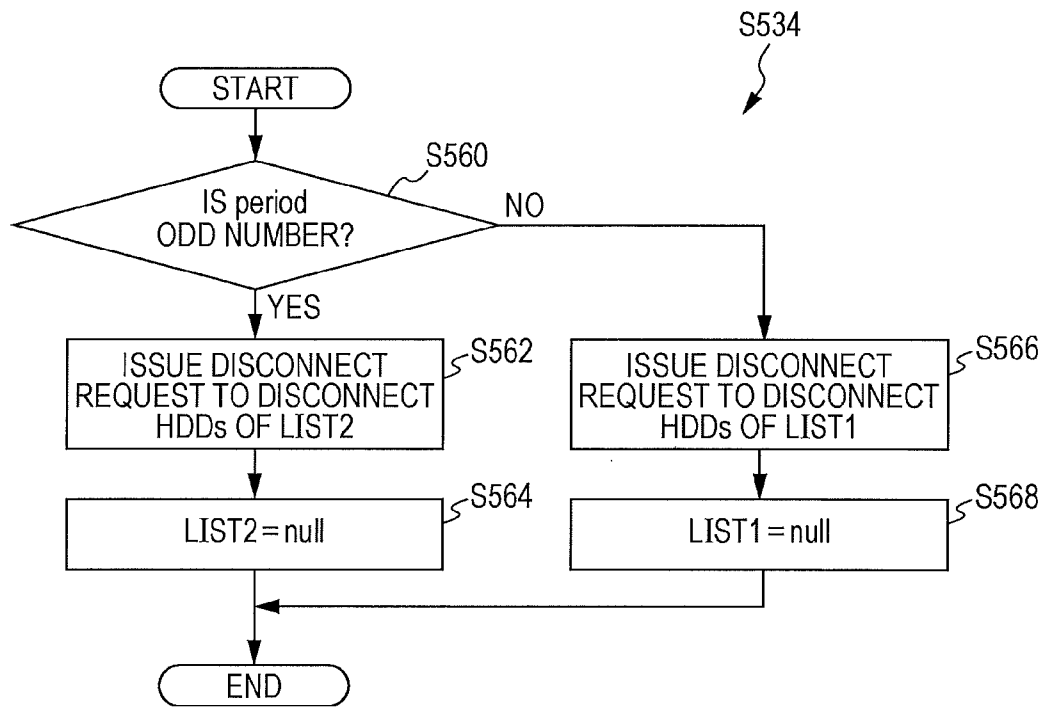 S534
START
S560
IS period
ODD NUMBER?
NO
YES
S562
ISSUE DISCONNECT
REQUEST TO DISCONNECT
HDDs OF LIST2
S566
ISSUE DISCONNECT
REQUEST TO DISCONNECT
HDDs OF LIST1
S564
LIST2=null
S568
LIST1=null
END